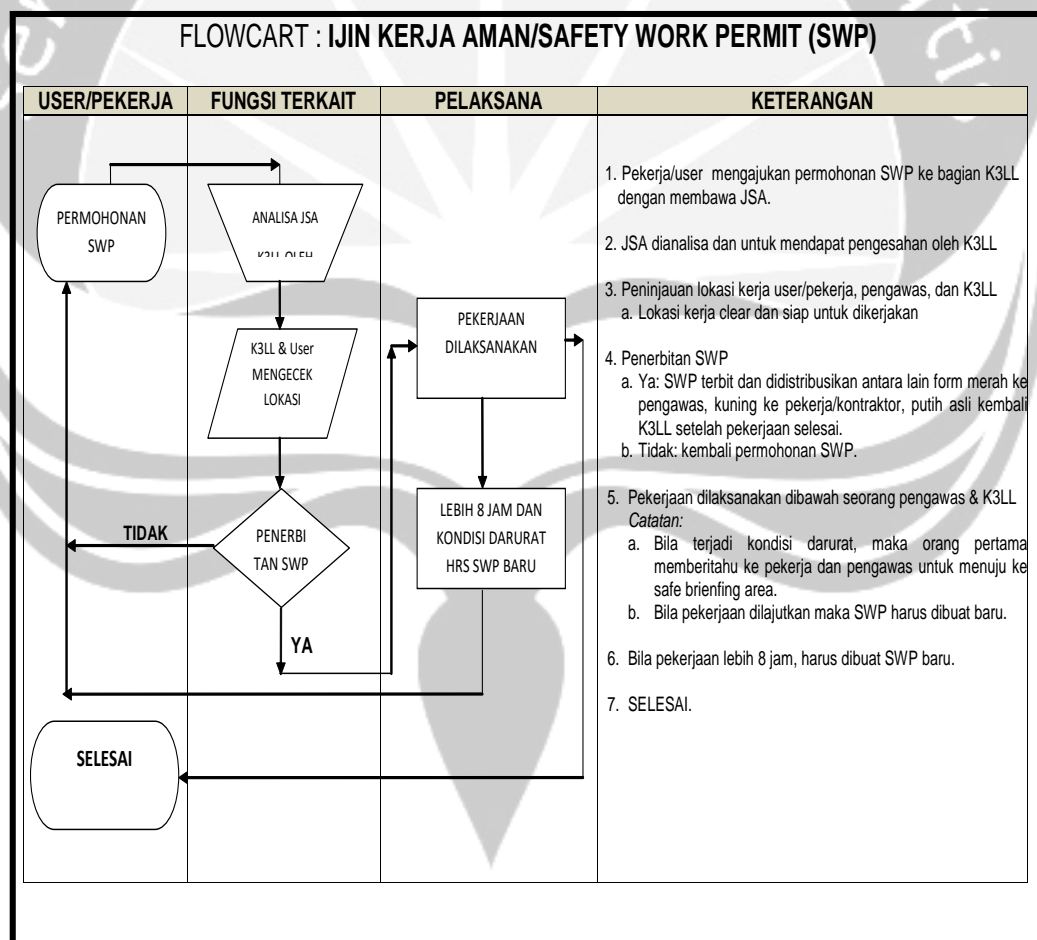 FLOWCART : IJIN KERJA AMAN/SAFETY WORK PERMIT (SWP)
USER/PEKERJA
FUNGSI TERKAIT
PELAKSANA
KETERANGAN
PERMOHONAN
SWP
ANALISA JSA
K3LL OLEH
K3LL & User
MENGECEK
LOKASI
PENERBI
TAN SWP
TIDAK
YA
PEKERJAAN
DILAKSANAKAN
LEBIH 8 JAM DAN
KONDISI DARURAT
HRS SWP BARU
SELESAI
1. Pekerja/user mengajukan permohonan SWP ke bagian K3LL
dengan membawa JSA.
2. JSA dianalisa dan untuk mendapat pengesahan oleh K3LL
3. Peninjauan lokasi kerja user/pekerja, pengawas, dan K3LL
a. Lokasi kerja clear dan siap untuk dikerjakan
4. Penerbitan SWP
a. Ya: SWP terbit dan didistribusikan antara lain form merah ke
pengawas, kuning ke pekerja/kontraktor, putih asli kembali
K3LL setelah pekerjaan selesai.
b. Tidak: kembali permohonan SWP.
5. Pekerjaan dilaksanakan dibawah seorang pengawas & K3LL
Catatan:
a. Bila terjadi kondisi darurat, maka orang pertama
memberitahu ke pekerja dan pengawas untuk menuju ke
safe brienfing area.
b. Bila pekerjaan dilajutkan maka SWP harus dibuat baru.
6. Bila pekerjaan lebih 8 jam, harus dibuat SWP baru.
7. SELESAI.